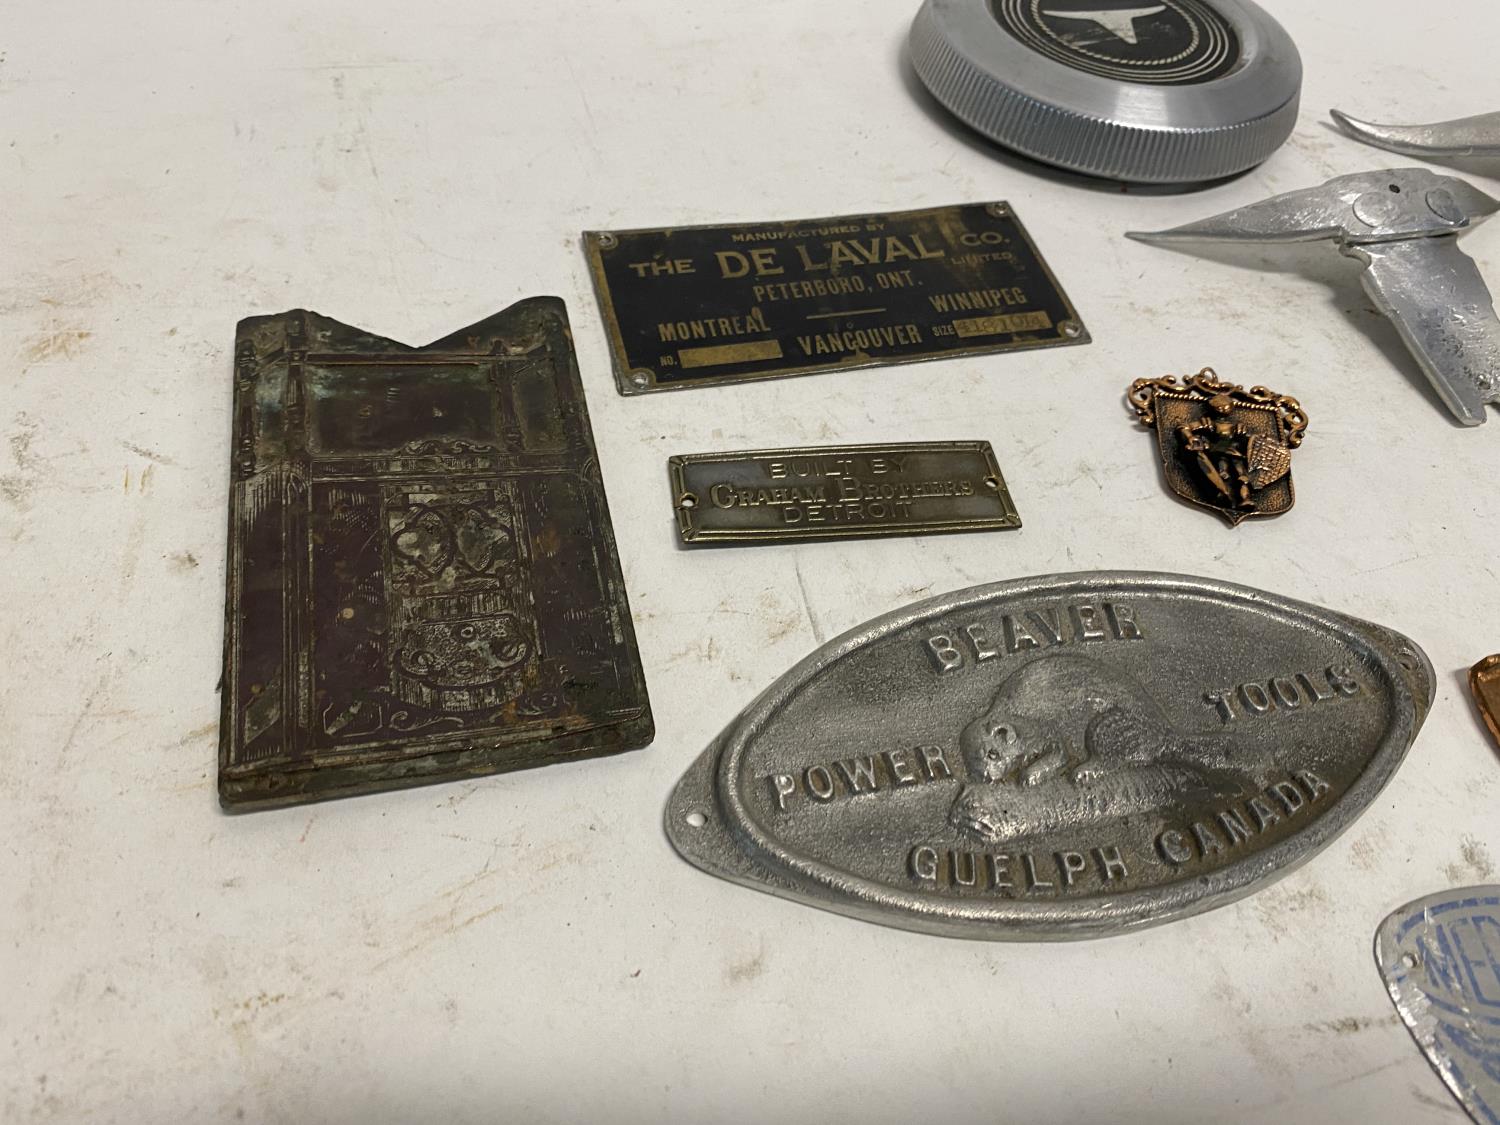 MANUFACTURED BY
THE DE LAVAL CO.
LIMITED
PETERBORO, ONT.
MONTREAL WINNIPEG
VANCOUVER
NO. SIZE
BUILT BY
GRAHAM BROTHERS
DETROIT
BEAVER
POWER TOOLS
GUELPH CANADA